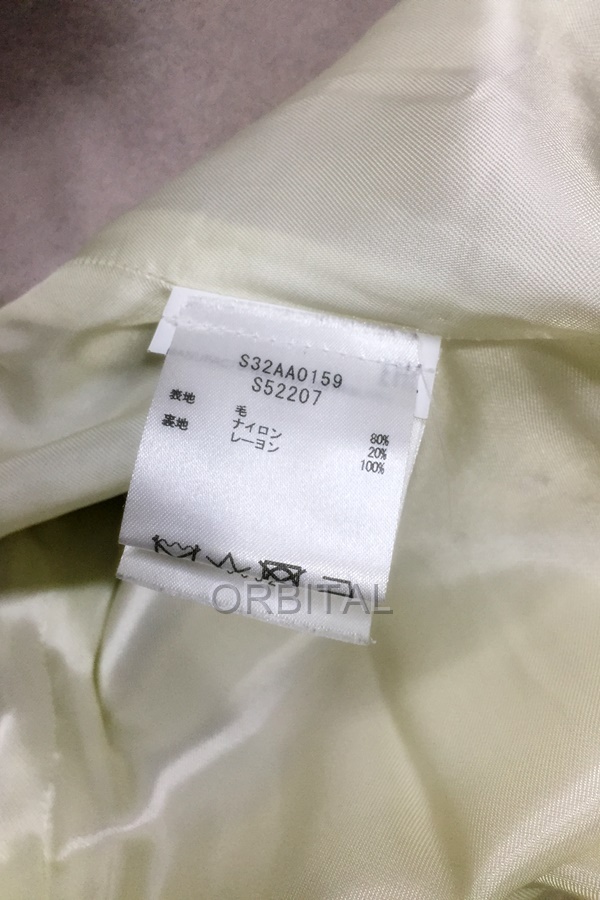 S32AA0159
S52207
表地 毛 80%
ナイロン 20%
裏地 レーヨン 100%
ORBITAL